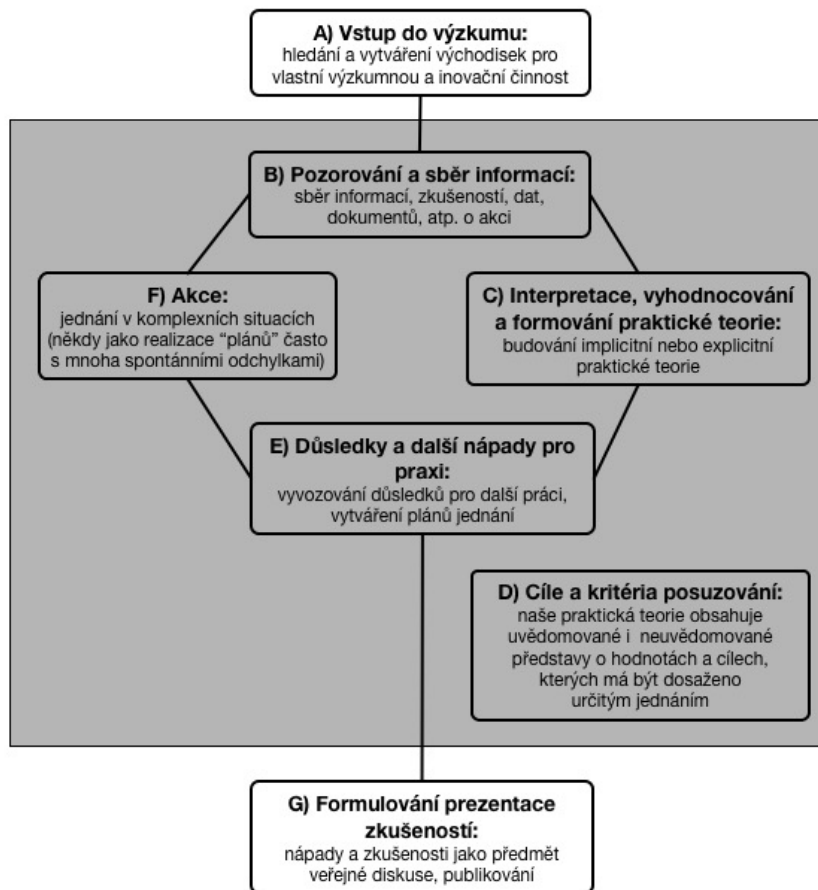 A) Vstup do výzkumu:
hledání a vytváření východisek pro
vlastní výzkumnou a inovační činnost
B) Pozorování a sběr informací:
sběr informací, zkušeností, dat,
dokumentů, atp. o akci
F) Akce:
jednání v komplexních situacích
(někdy jako realizace “plánů” často
s mnoha spontánními odchylkami)
C) Interpretace, vyhodnocování
a formování praktické teorie:
budování implicitní nebo explicitní
praktické teorie
E) Důsledky a další nápady pro
praxi:
vyvozování důsledků pro další práci,
vytváření plánů jednání
D) Cíle a kritéria posuzování:
naše praktická teorie obsahuje
uvědomované i neuvědomované
představy o hodnotách a cílech,
kterých má být dosaženo
určitým jednáním
G) Formulování prezentace
zkušeností:
nápady a zkušenosti jako předmět
veřejné diskuse, publikování